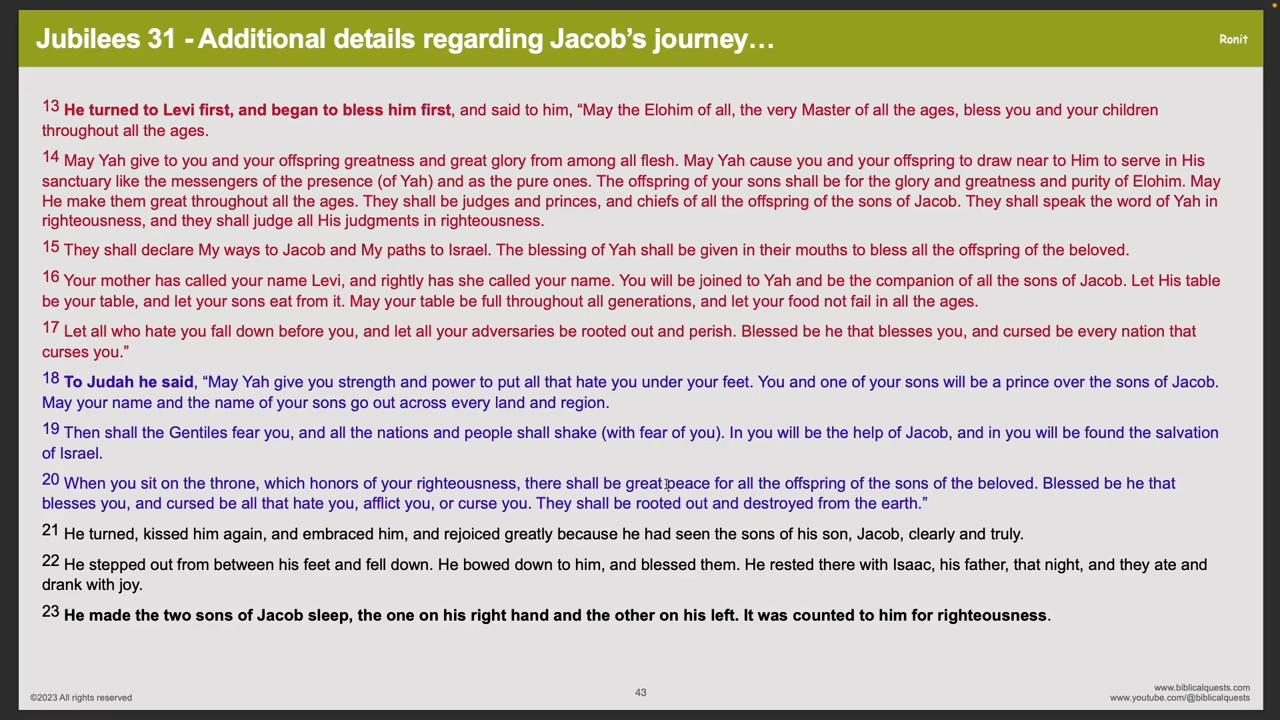 Jubilees 31 - Additional details regarding Jacob's journey…
Ronit
13 He turned to Levi first, and began to bless him first, and said to him, “May the Elohim of all, the very Master of all the ages, bless you and your children
throughout all the ages.
14 May Yah give to you and your offspring greatness and great glory from among all flesh. May Yah cause you and your offspring to draw near to Him to serve in His
sanctuary like the messengers of the presence (of Yah) and as the pure ones. The offspring of your sons shall be for the glory and greatness and purity of Elohim. May
He make them great throughout all the ages. They shall be judges and princes, and chiefs of all the offspring of the sons of Jacob. They shall speak the word of Yah in
righteousness, and they shall judge all His judgments in righteousness.
15 They shall declare My ways to Jacob and My paths to Israel. The blessing of Yah shall be given in their mouths to bless all the offspring of the beloved.
16 Your mother has called your name Levi, and rightly has she called your name. You will be joined to Yah and be the companion of all the sons of Jacob. Let His table
be your table, and let your sons eat from it. May your table be full throughout all generations, and let your food not fail in all the ages.
17 Let all who hate you fall down before you, and let all your adversaries be rooted out and perish. Blessed be he that blesses you, and cursed be every nation that
curses you.”
18 To Judah he said, “May Yah give you strength and power to put all that hate you under your feet. You and one of your sons will be a prince over the sons of Jacob.
May your name and the name of your sons go out across every land and region.
19 Then shall the Gentiles fear you, and all the nations and people shall shake (with fear of you). In you will be the help of Jacob, and in you will be found the salvation
of Israel.
20 When you sit on the throne, which honors of your righteousness, there shall be great peace for all the offspring of the sons of the beloved. Blessed be he that
blesses you, and cursed be all that hate you, afflict you, or curse you. They shall be rooted out and destroyed from the earth.”
21 He turned, kissed him again, and embraced him, and rejoiced greatly because he had seen the sons of his son, Jacob, clearly and truly.
22 He stepped out from between his feet and fell down. He bowed down to him, and blessed them. He rested there with Isaac, his father, that night, and they ate and
drank with joy.
23 He made the two sons of Jacob sleep, the one on his right hand and the other on his left. It was counted to him for righteousness.
©2023 All rights reserved
43
www.biblicalquests.com
www.youtube.com/@biblicalquests